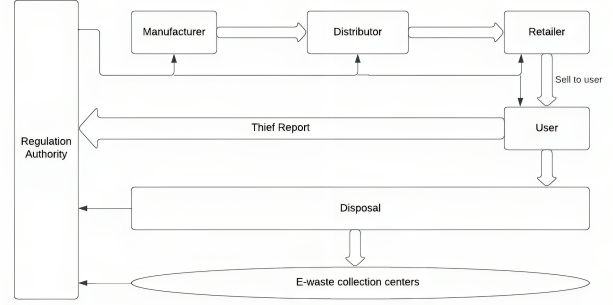 Manufacturer
Distributor
Retailer
Sell to user
Regulation
Authority
Thief Report
User
Disposal
E-waste collection centers